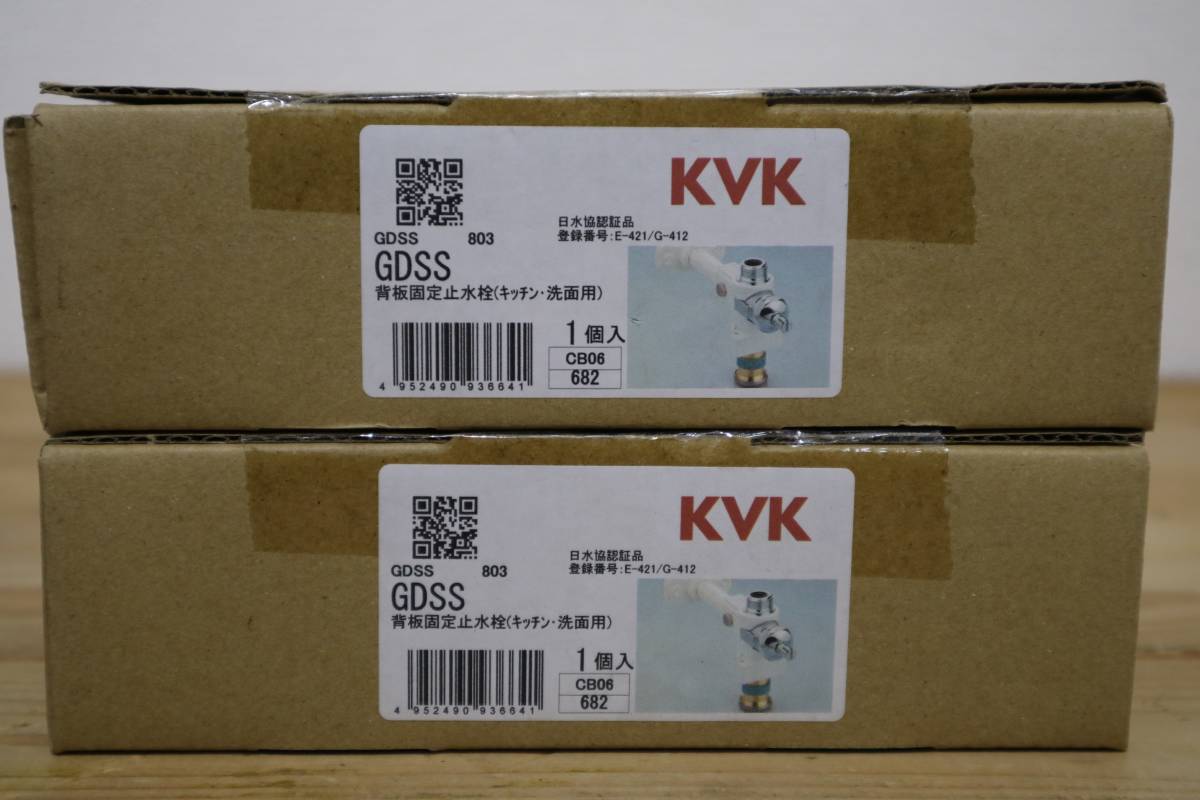 KVK
日水協認証品
登録番号:E-421/G-412
GDSS 803
GDSS
背板固定止水栓(キッチン・洗面用)
1個入
CB06
682
4 952490 936641
KVK
日水協認証品
登録番号:E-421/G-412
GDSS 803
GDSS
背板固定止水栓(キッチン・洗面用)
1個入
CB06
682
4 952490 936641